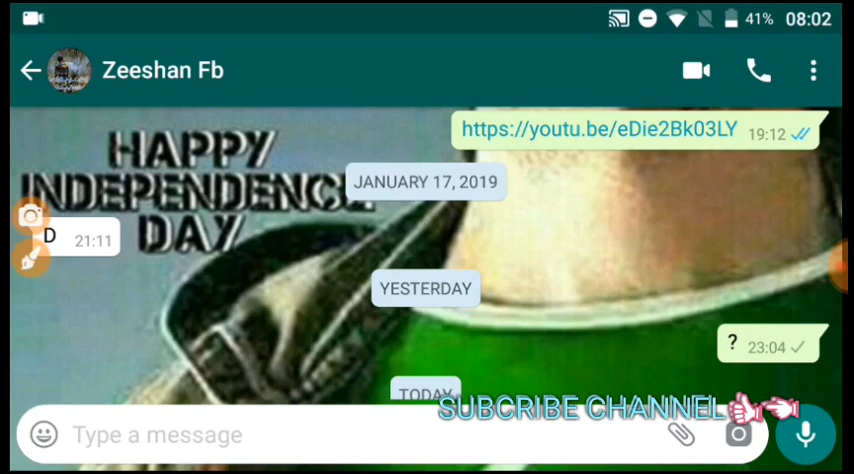 41% 08:02
Zeeshan Fb
https://youtu.be/eDie2Bk03LY 19:12
HAPPY
INDEPENDENCE
DAY
JANUARY 17, 2019
D 21:11
YESTERDAY
? 23:04
TODAY
SUBCRIBE CHANNEL
Type a message